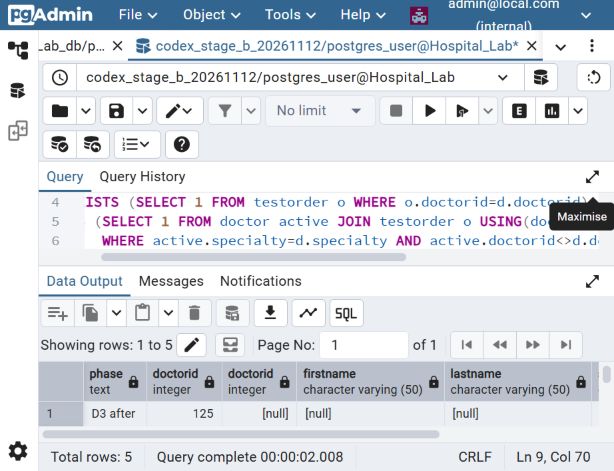 pgAdmin File Object Tools Help admin@local.com
(internal)
_ab_db/p... codex_stage_b_20261112/postgres_user@Hospital_Lab*
codex_stage_b_20261112/postgres_user@Hospital_Lab
No limit
E SQL
Query Query History
4 ISTS (SELECT 1 FROM testorder o WHERE o.doctorid=d.doctorid)
5 (SELECT 1 FROM doctor active JOIN testorder o USING(do
Maximise
6 WHERE active.specialty=d.specialty AND active.doctorid<>d.d
Data Output Messages Notifications
SQL
Showing rows: 1 to 5 Page No: 1 of 1
phase doctorid doctorid firstname lastname
text integer integer character varying (50) character varying (50)
1 D3 after 125 [null] [null] [null]
Total rows: 5 Query complete 00:00:02.008 CRLF Ln 9, Col 70